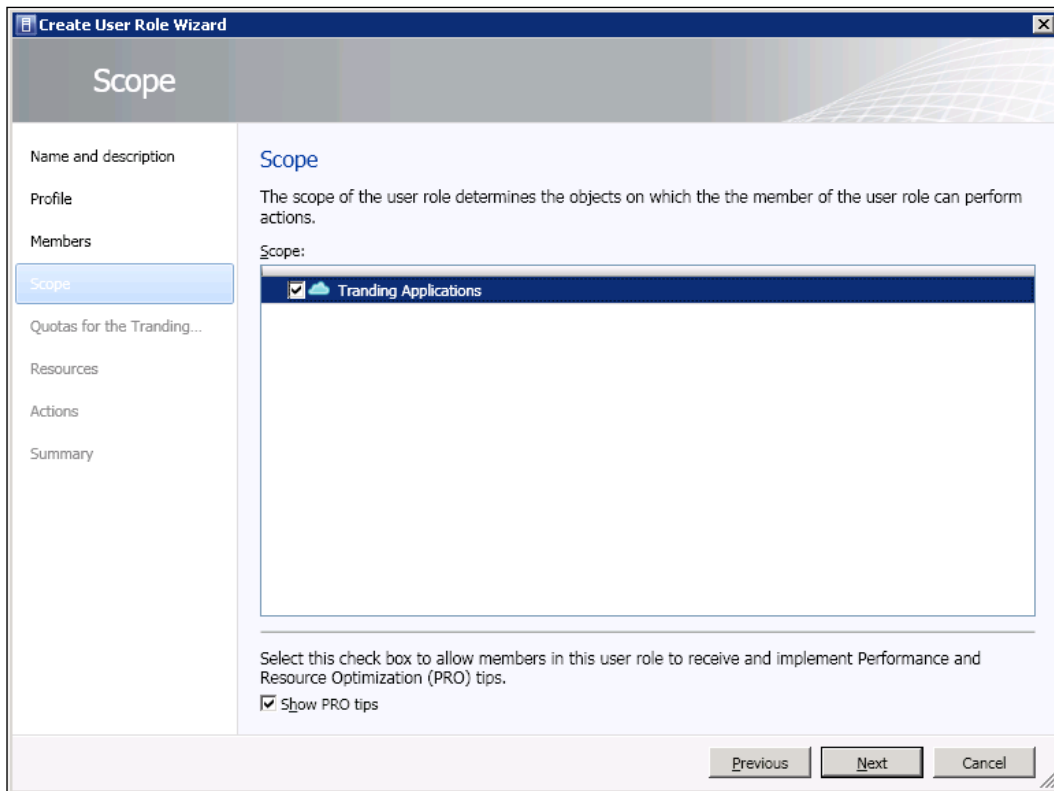 Create User Role Wizard
Scope
Name and description
Profile
Members
Scope
Quotas for the Tranding...
Resources
Actions
Summary
Scope
The scope of the user role determines the objects on which the the member of the user role can perform
actions.
Scope:
Tranding Applications
Select this check box to allow members in this user role to receive and implement Performance and
Resource Optimization (PRO) tips.
Show PRO tips
Previous
Next
Cancel